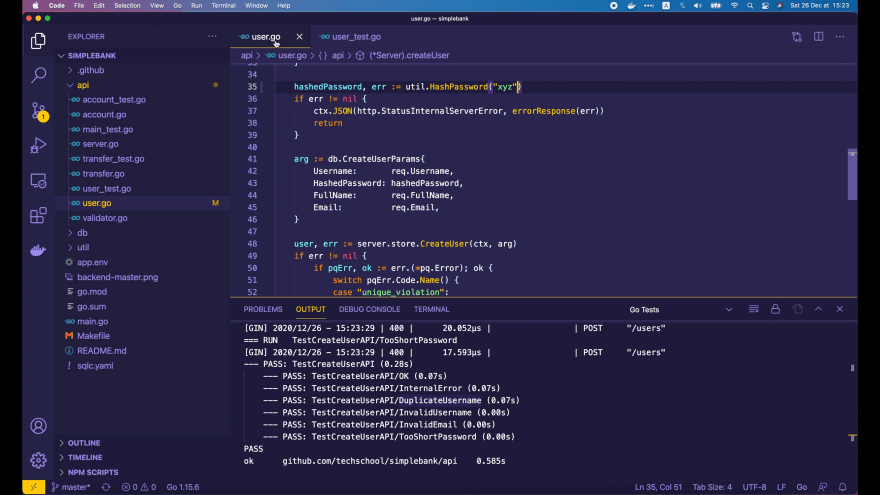 Code File Edit Selection View Go Run Terminal Window Help
Sat 26 Dec at 15:23
user.go — simplebank
EXPLORER
SIMPLEBANK
.github
api
account_test.go
account.go
main_test.go
server.go
transfer_test.go
transfer.go
user_test.go
user.go M
validator.go
db
util
app.env
backend-master.png
go.mod
go.sum
main.go
Makefile
README.md
sqlc.yaml
OUTLINE
TIMELINE
NPM SCRIPTS
1
user.go
user_test.go
api > user.go > {} api > (*Server).createUser
34
35 hashedPassword, err := util.HashPassword("xyz")
36 if err != nil {
37 ctx.JSON(http.StatusInternalServerError, errorResponse(err))
38 return
39 }
40
41 arg := db.CreateUserParams{
42 Username: req.Username,
43 HashedPassword: hashedPassword,
44 FullName: req.FullName,
45 Email: req.Email,
46 }
47
48 user, err := server.store.CreateUser(ctx, arg)
49 if err != nil {
50 if pqErr, ok := err.(*pq.Error); ok {
51 switch pqErr.Code.Name() {
52 case "unique_violation":
PROBLEMS OUTPUT DEBUG CONSOLE TERMINAL Go Tests
[GIN] 2020/12/26 - 15:23:29 | 400 | 20.052µs | | POST "/users"
=== RUN TestCreateUserAPI/TooShortPassword
[GIN] 2020/12/26 - 15:23:29 | 400 | 17.593µs | | POST "/users"
--- PASS: TestCreateUserAPI (0.28s)
--- PASS: TestCreateUserAPI/OK (0.07s)
--- PASS: TestCreateUserAPI/InternalError (0.07s)
--- PASS: TestCreateUserAPI/DuplicateUsername (0.07s)
--- PASS: TestCreateUserAPI/InvalidUsername (0.00s)
--- PASS: TestCreateUserAPI/InvalidEmail (0.00s)
--- PASS: TestCreateUserAPI/TooShortPassword (0.00s)
PASS
ok github.com/techschool/simplebank/api 0.585s
master* 0 0 Go 1.15.6 Ln 35, Col 51 Tab Size: 4 UTF-8 LF Go